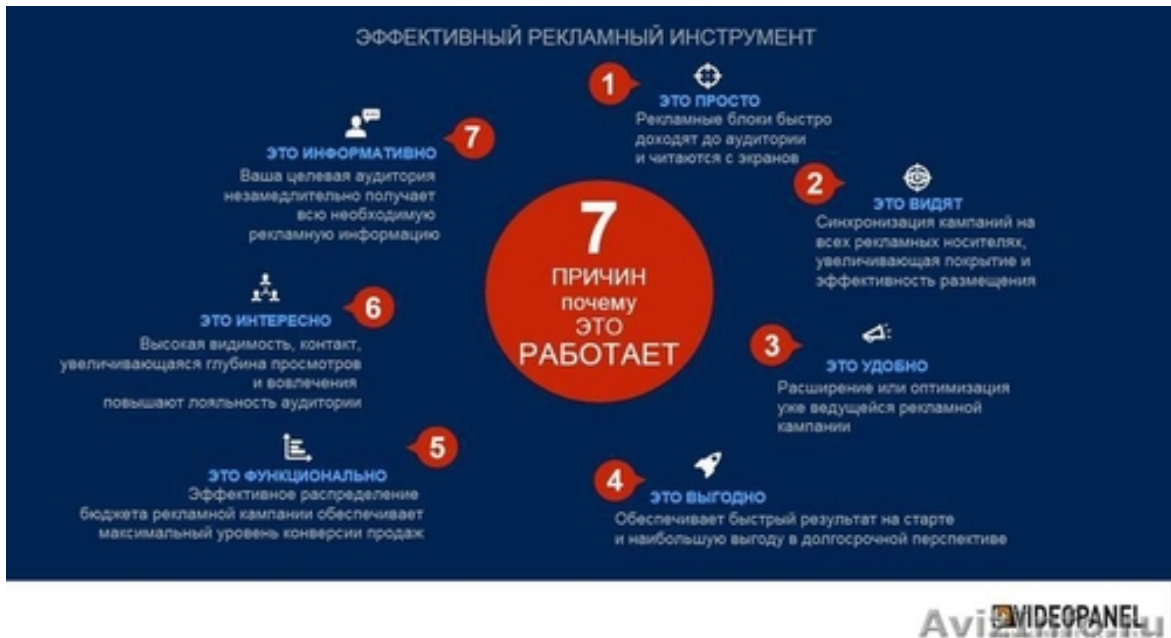 ЭФФЕКТИВНЫЙ РЕКЛАМНЫЙ ИНСТРУМЕНТ
7
ПРИЧИН
почему
ЭТО
РАБОТАЕТ
1
ЭТО ПРОСТО
Рекламные блоки быстро
доходят до аудитории
и читаются с экранов
2
ЭТО ВИДЯТ
Синхронизация кампаний на
всех рекламных носителях,
увеличивающая покрытие и
эффективность размещения
3
ЭТО УДОБНО
Расширение или оптимизация
уже ведущейся рекламной
кампании
4
ЭТО ВЫГОДНО
Обеспечивает быстрый результат на старте
и наибольшую выгоду в долгосрочной перспективе
5
ЭТО ФУНКЦИОНАЛЬНО
Эффективное распределение
бюджета рекламной кампании обеспечивает
максимальный уровень конверсии продаж
6
ЭТО ИНТЕРЕСНО
Высокая видимость, контакт,
увеличивающаяся глубина просмотров
и вовлечения
повышают лояльность аудитории
7
ЭТО ИНФОРМАТИВНО
Ваша целевая аудитория
незамедлительно получает
всю необходимую
рекламную информацию
VIDEOPANEL